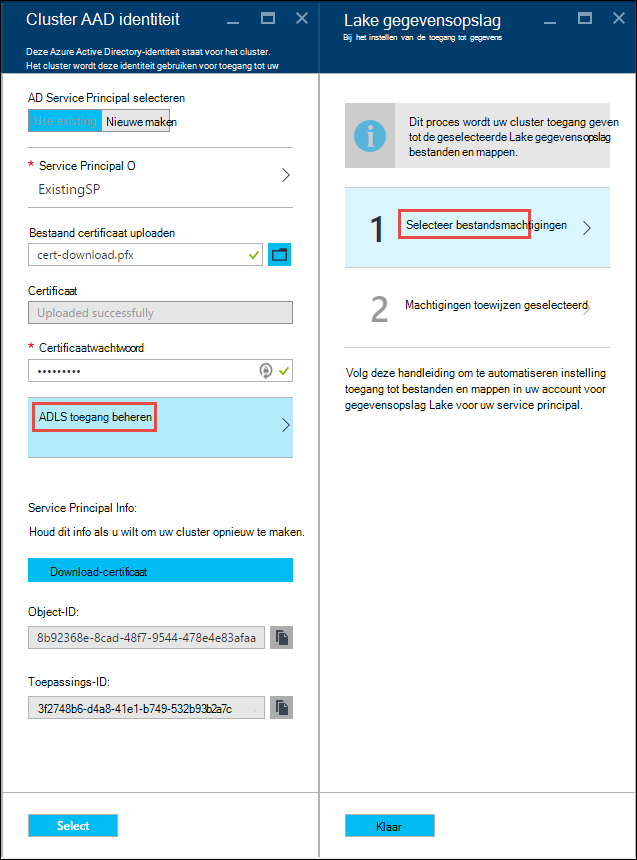 Cluster AAD identiteit
Deze Azure Active Directory-identiteit staat voor het cluster.
Het cluster wordt deze identiteit gebruiken voor toegang tot uw
AD Service Principal selecteren
Use existing Nieuwe maken
* Service Principal O
ExistingSP
Bestaand certificaat uploaden
cert-download.pfx
Certificaat
Uploaded successfully
* Certificaatwachtwoord
•••••••••
ADLS toegang beheren
Service Principal Info:
Houd dit info als u wilt om uw cluster opnieuw te maken.
Download-certificaat
Object-ID:
8b92368e-8cad-48f7-9544-478e4e83afaa
Toepassings-ID:
3f2748b6-d4a8-41e1-b749-532b93b2a7c
Select
Lake gegevensopslag
Bij het instellen van de toegang tot gegevens
Dit proces wordt uw cluster toegang geven
tot de geselecteerde Lake gegevensopslag
bestanden en mappen.
1 Selecteer bestandsmachtigingen
2 Machtigingen toewijzen geselecteerd
Volg deze handleiding om te automatiseren instelling
toegang tot bestanden en mappen in uw account voor
gegevensopslag Lake voor uw service principal.
Klaar